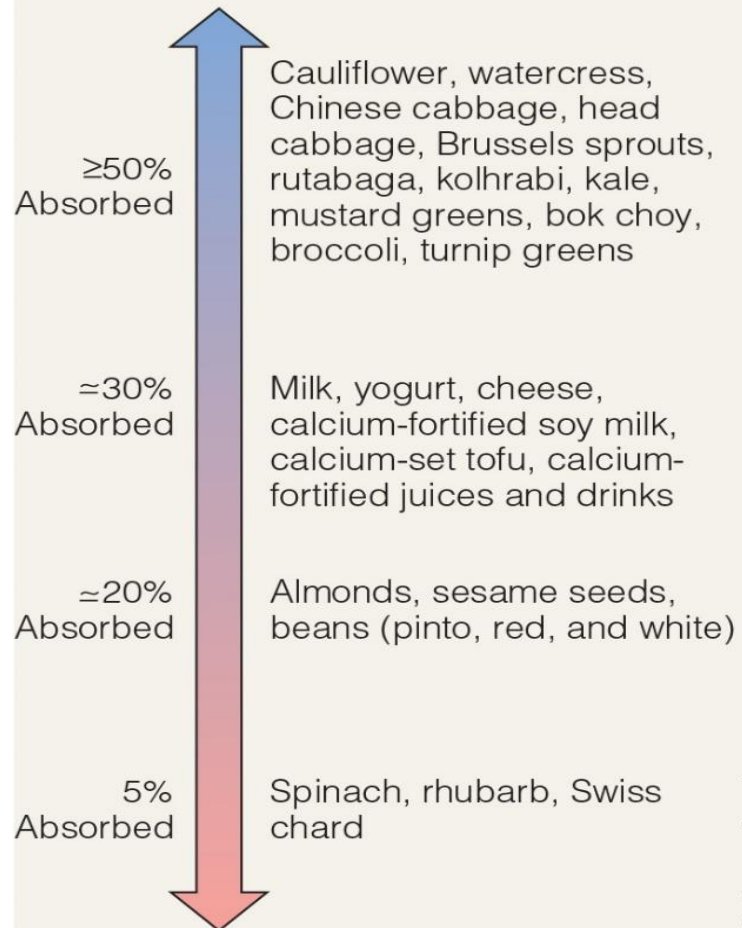 Cauliflower, watercress,
Chinese cabbage, head
cabbage, Brussels sprouts,
≥50%
Absorbed
rutabaga, kolhrabi, kale,
mustard greens, bok choy,
broccoli, turnip greens
≃30%
Absorbed
Milk, yogurt, cheese,
calcium-fortified soy milk,
calcium-set tofu, calcium-
fortified juices and drinks
≃20%
Absorbed
Almonds, sesame seeds,
beans (pinto, red, and white)
5%
Absorbed
Spinach, rhubarb, Swiss
chard